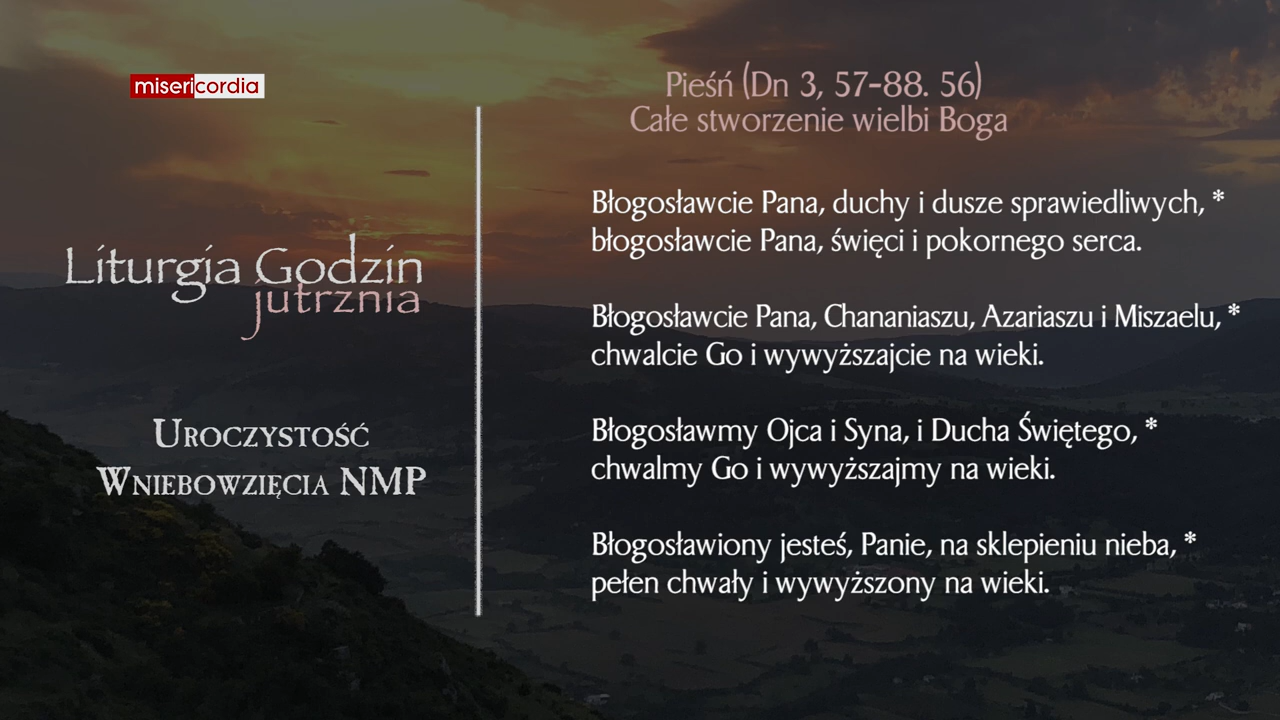 misericordia
Liturgia Godzin
jutrznia
Uroczystość
Wniebowzięcia NMP
Pieśń (Dn 3, 57-88. 56)
Całe stworzenie wielbi Boga
Błogosławcie Pana, duchy i dusze sprawiedliwych, *
błogosławcie Pana, święci i pokornego serca.
Błogosławcie Pana, Chananiaszu, Azariaszu i Miszaelu, *
chwalcie Go i wywyższajcie na wieki.
Błogosławmy Ojca i Syna, i Ducha Świętego, *
chwalmy Go i wywyższajmy na wieki.
Błogosławiony jesteś, Panie, na sklepieniu nieba, *
pełen chwały i wywyższony na wieki.